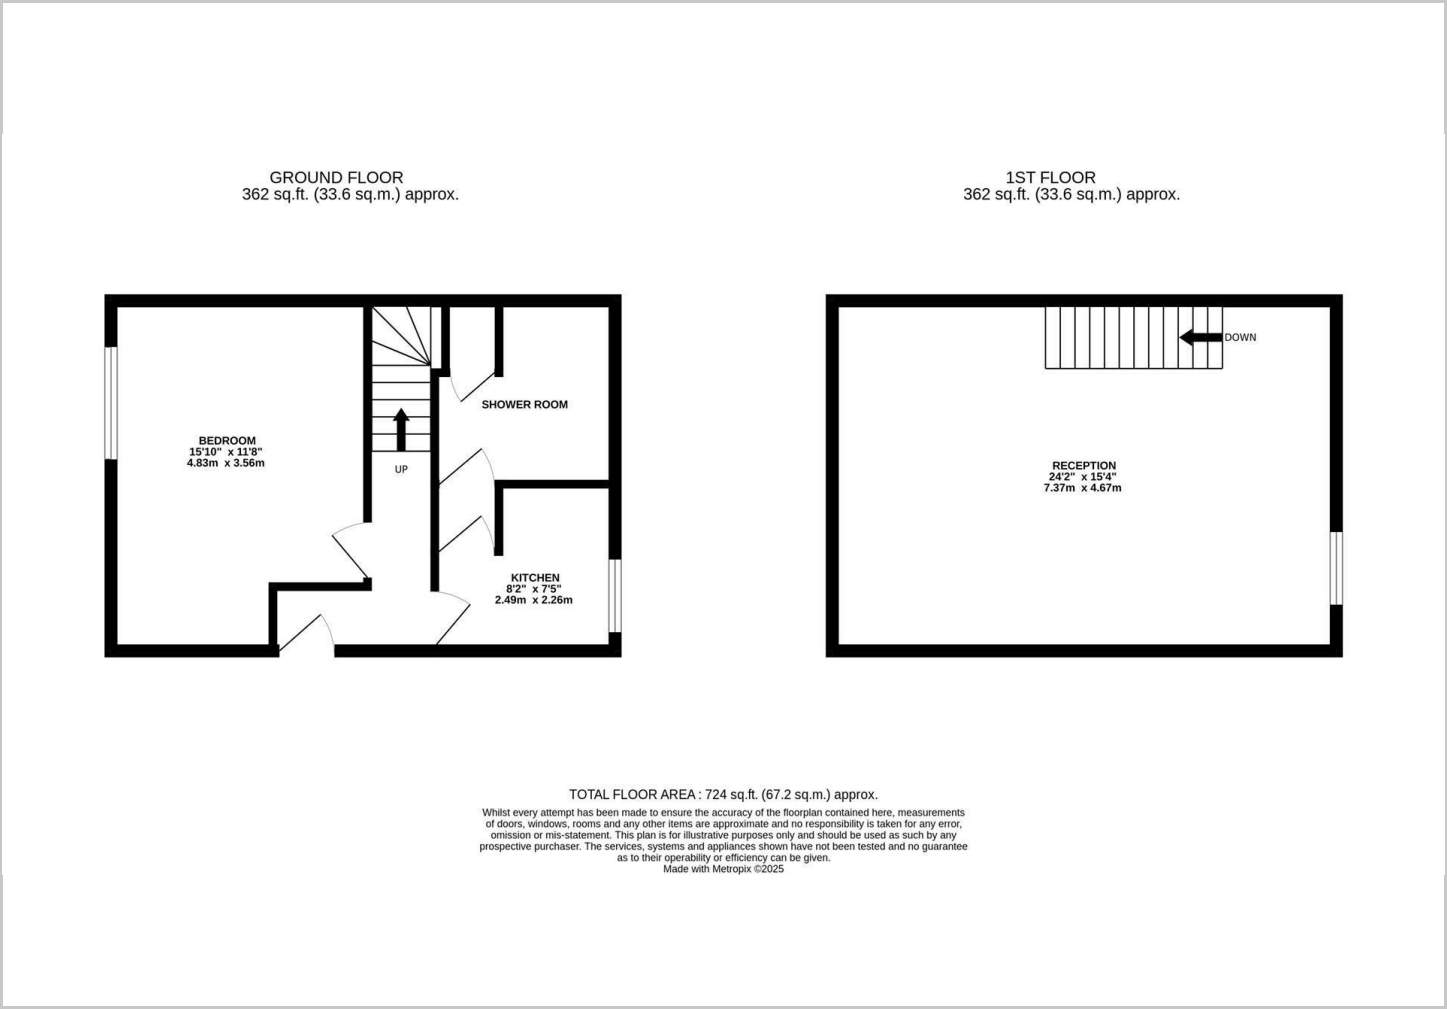 GROUND FLOOR
362 sq.ft. (33.6 sq.m.) approx.
1ST FLOOR
362 sq.ft. (33.6 sq.m.) approx.
BEDROOM
15'10" x 11'8"
4.83m x 3.56m
UP
SHOWER ROOM
KITCHEN
8'2" x 7'5"
2.49m x 2.26m
DOWN
RECEPTION
24'2" x 15'4"
7.37m x 4.67m
TOTAL FLOOR AREA : 724 sq.ft. (67.2 sq.m.) approx.
Whilst every attempt has been made to ensure the accuracy of the floorplan contained here, measurements
of doors, windows, rooms and any other items are approximate and no responsibility is taken for any error,
omission or mis-statement. This plan is for illustrative purposes only and should be used as such by any
prospective purchaser. The services, systems and appliances shown have not been tested and no guarantee
as to their operability or efficiency can be given.
Made with Metropix ©2025